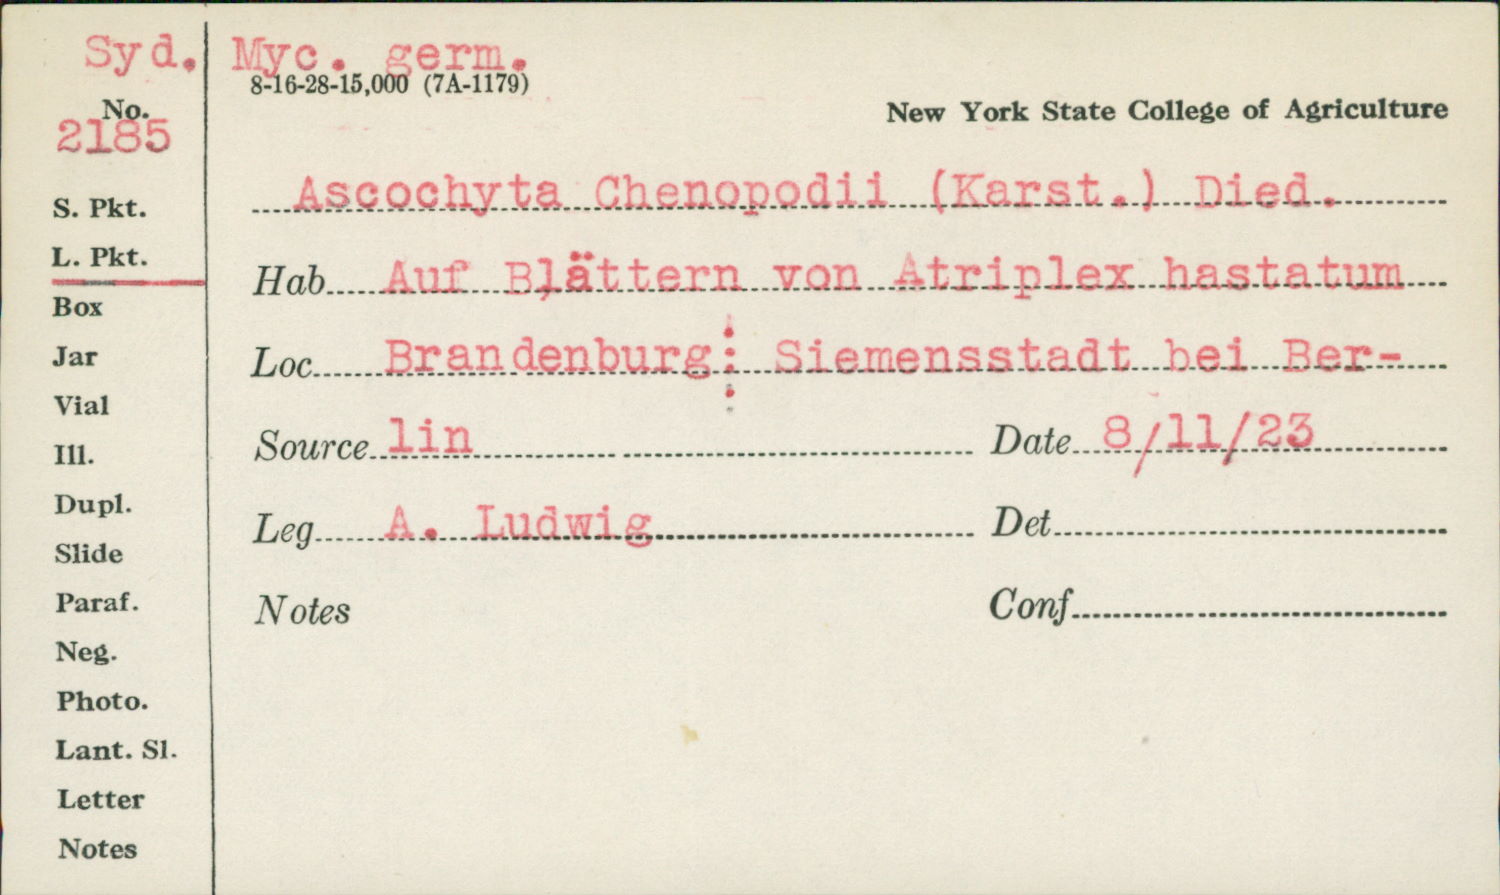 Syd. Myc. germ.
8-16-28-15,000 (7A-1179)
No.
2185
New York State College of Agriculture
S. Pkt.
Ascochyta Chenopodii (Karst.) Died.
L. Pkt.
Hab Auf Blättern von Atriplex hastatum
Box
Jar
Loc Brandenburg: Siemensstadt bei Ber-
Vial
Ill.
Source lin Date 8/11/23
Dupl.
Leg A. Ludwig Det
Slide
Paraf.
Notes Conf
Neg.
Photo.
Lant. Sl.
Letter
Notes